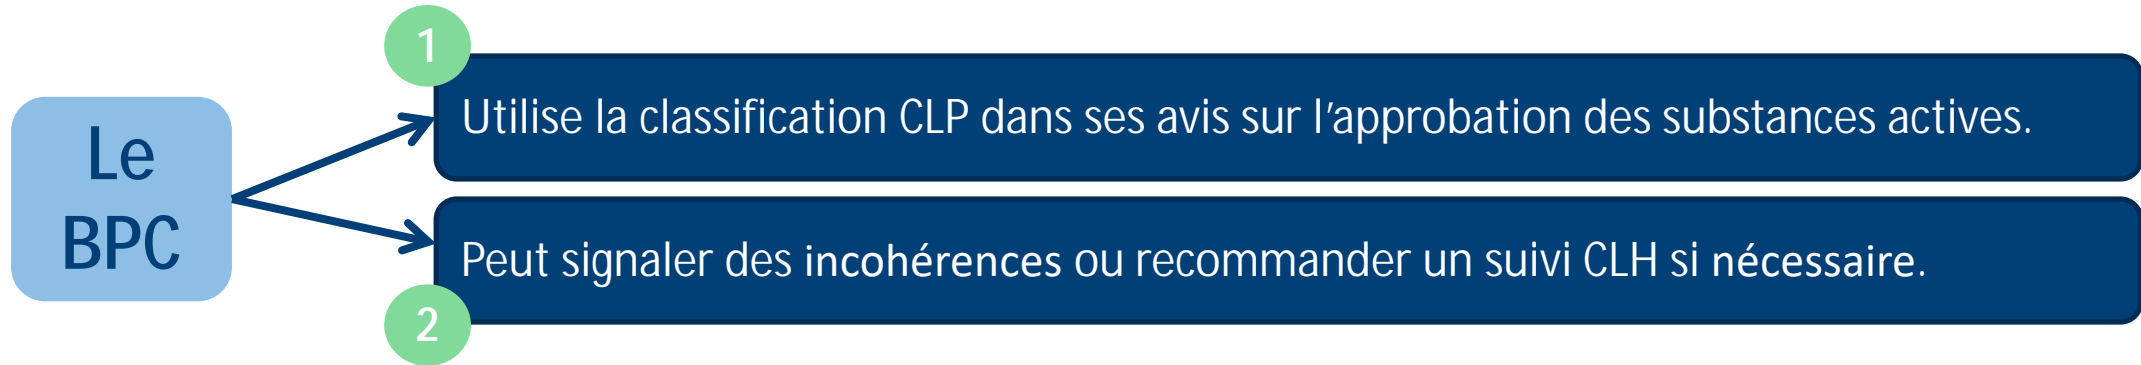 Le
BPC
1
Utilise la classification CLP dans ses avis sur l’approbation des substances actives.
Peut signaler des incohérences ou recommander un suivi CLH si nécessaire.
2